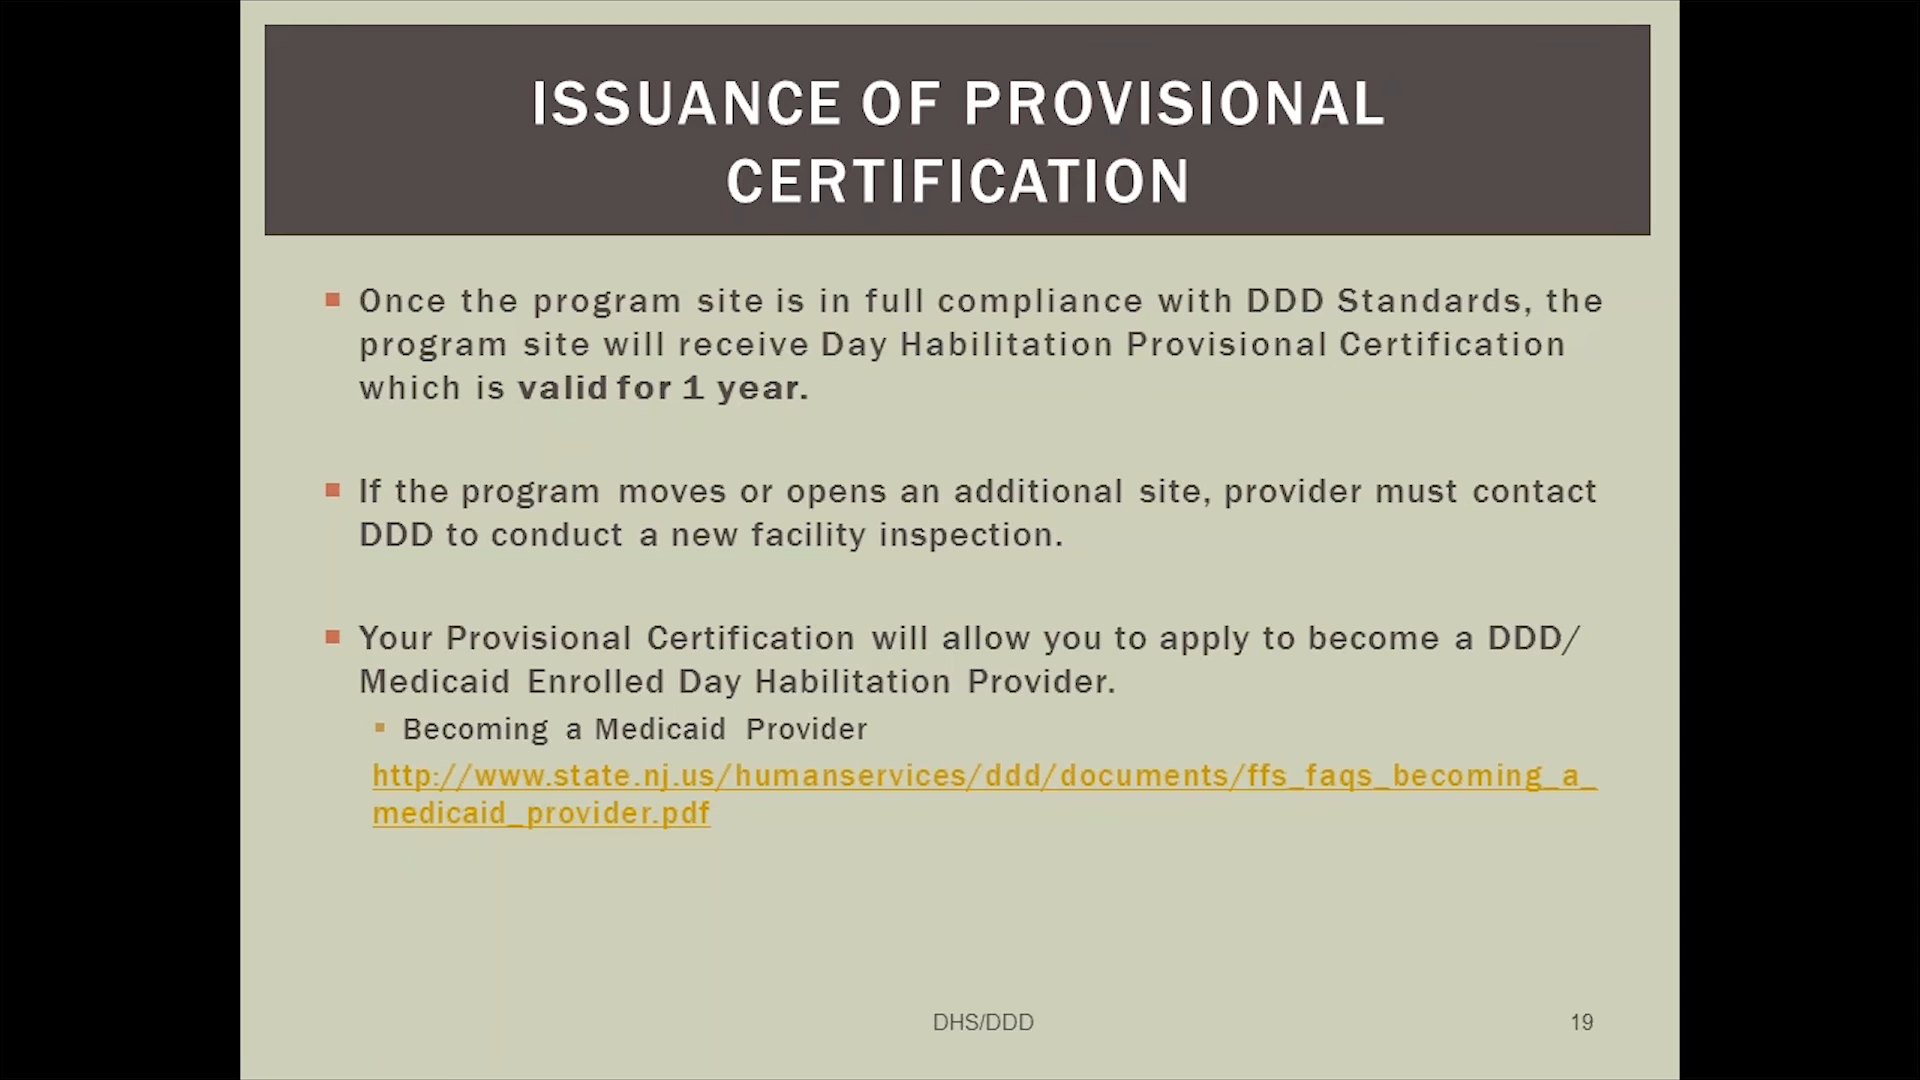 ISSUANCE OF PROVISIONAL
CERTIFICATION
Once the program site is in full compliance with DDD Standards, the
program site will receive Day Habilitation Provisional Certification
which is valid for 1 year.
If the program moves or opens an additional site, provider must contact
DDD to conduct a new facility inspection.
Your Provisional Certification will allow you to apply to become a DDD/
Medicaid Enrolled Day Habilitation Provider.
Becoming a Medicaid Provider
http://www.state.nj.us/humanservices/ddd/documents/ffs_faqs_becoming_a_
medicaid_provider.pdf
DHS/DDD
19